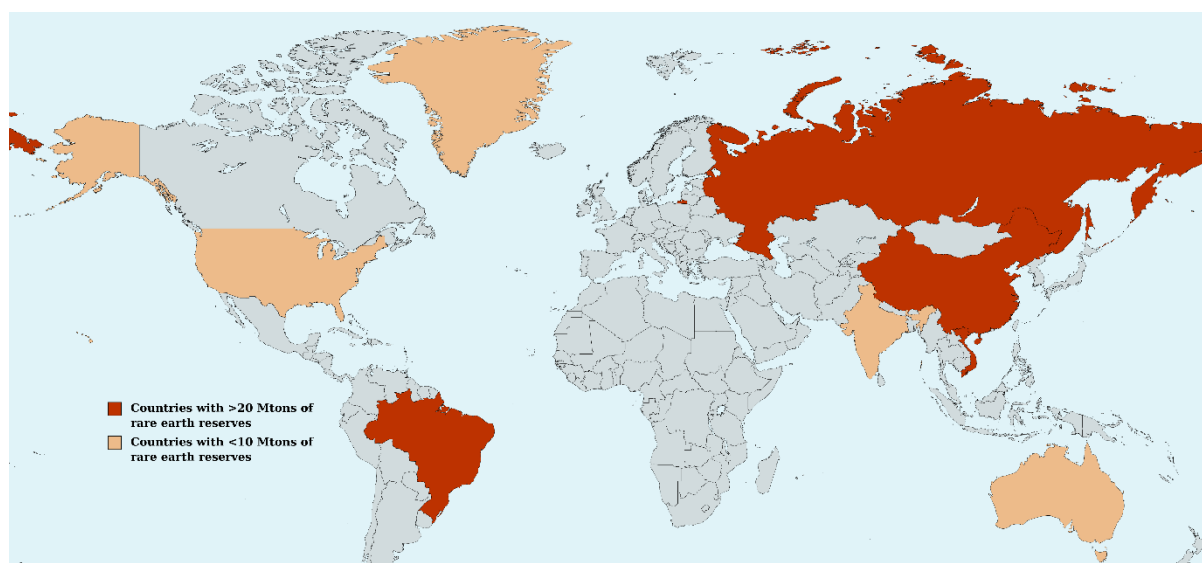 Countries with >20 Mtons of
rare earth reserves
Countries with <10 Mtons of
rare earth reserves